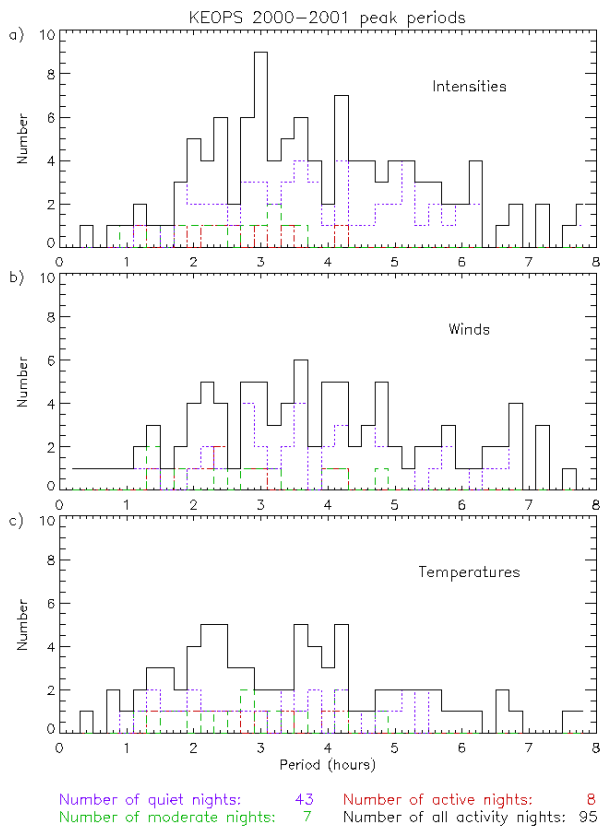 KEOPS 2000-2001 peak periods
a)
10
8
6
4
2
0
Number
Intensities
0 1 2 3 4 5 6 7 8
b)
10
8
6
4
2
0
Number
Winds
0 1 2 3 4 5 6 7 8
c)
10
8
6
4
2
0
Number
Temperatures
0 1 2 3 4 5 6 7 8
Period (hours)
Number of quiet nights: 43 Number of active nights: 8
Number of moderate nights: 7 Number of all activity nights: 95